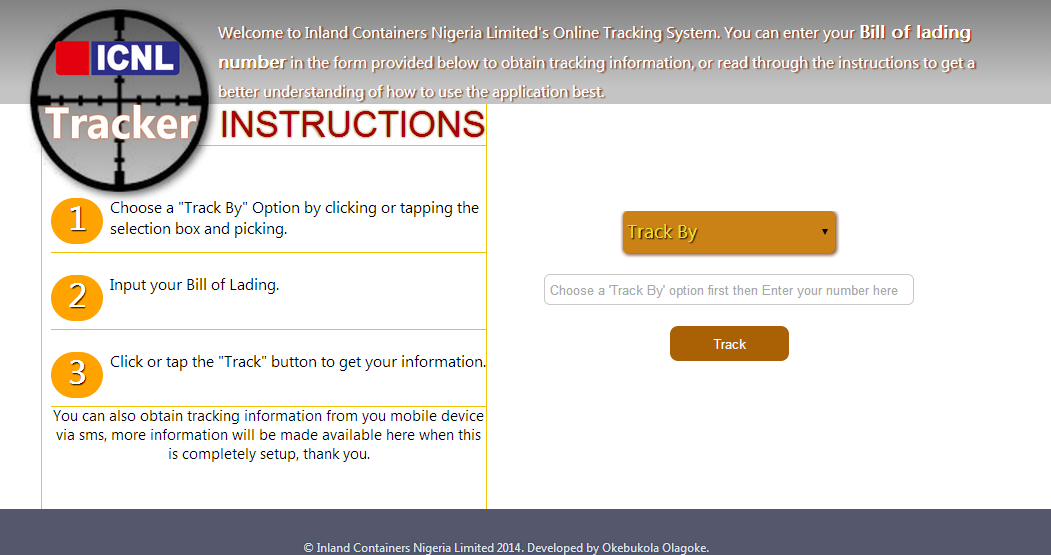 ICNL
Tracker
Welcome to Inland Containers Nigeria Limited's Online Tracking System. You can enter your Bill of lading
number in the form provided below to obtain tracking information, or read through the instructions to get a
better understanding of how to use the application best.
INSTRUCTIONS
1 Choose a "Track By" Option by clicking or tapping the
selection box and picking.
2 Input your Bill of Lading.
3 Click or tap the "Track" button to get your information.
You can also obtain tracking information from you mobile device
via sms, more information will be made available here when this
is completely setup, thank you.
Track By
Choose a 'Track By' option first then Enter your number here
Track
© Inland Containers Nigeria Limited 2014. Developed by Okebukola Olagoke.